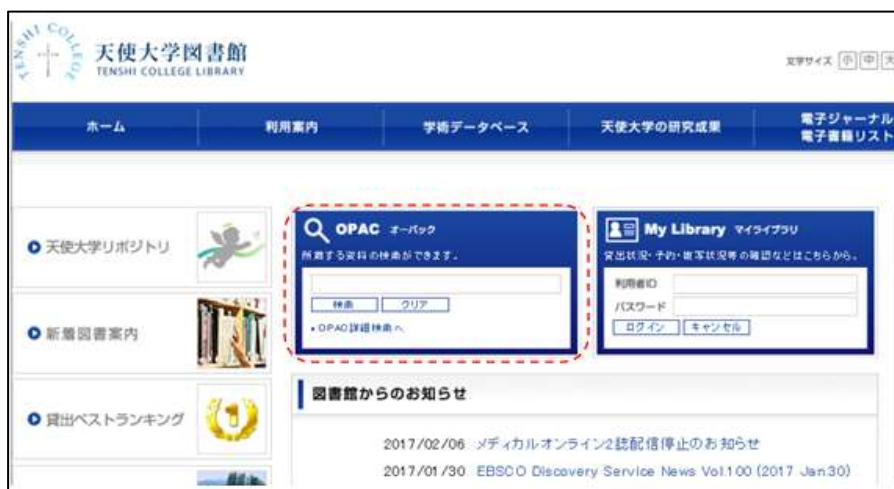 TENSHI COLLEGE
天使大学図書館
TENSHI COLLEGE LIBRARY
文字サイズ 小 中 大
ホーム
利用案内
学術データベース
天使大学の研究成果
電子ジャーナル
電子書籍リスト
天使大学リポジトリ
新着図書案内
貸出ベストランキング
1
OPAC オーパック
所蔵する資料の検索ができます。
検索 クリア
OPAC詳細検索へ
My Library マイライブラリ
貸出状況・予約・複写状況等の確認などはこちらから。
利用者ID
パスワード
ログイン キャンセル
図書館からのお知らせ
2017/02/06 メディカルオンライン2誌配信停止のお知らせ
2017/01/30 EBSCO Discovery Service News Vol.100 (2017 Jan30)